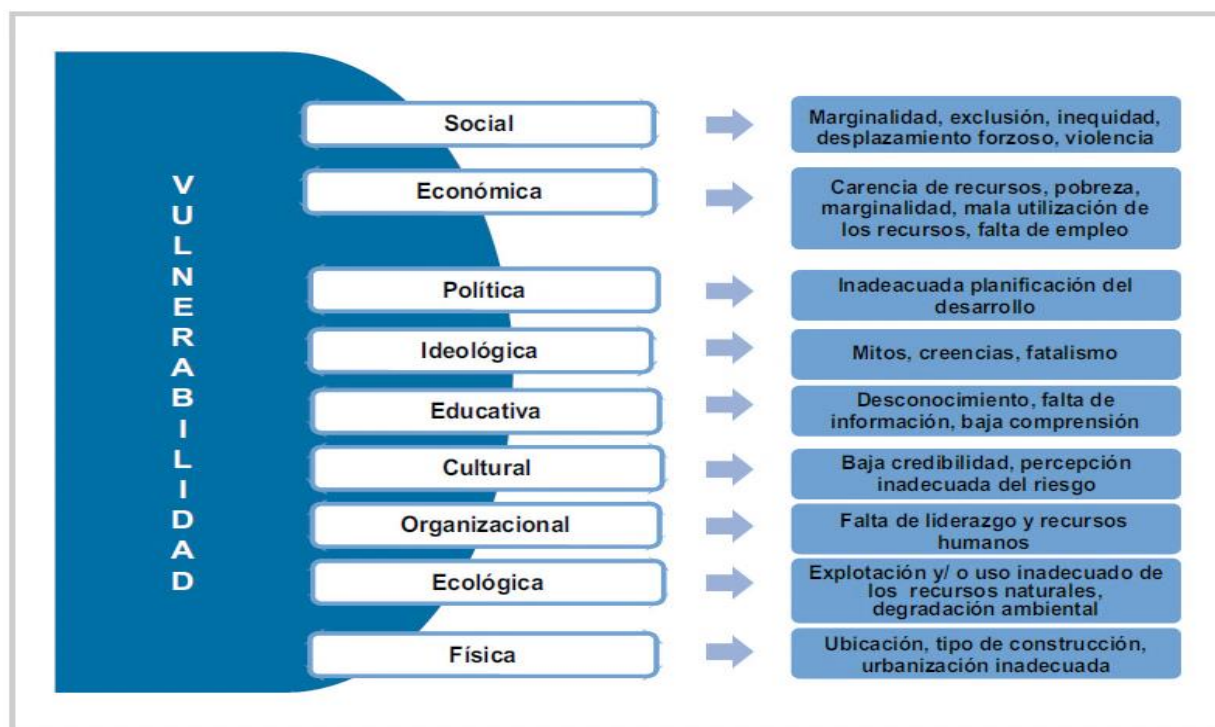 VULNERABILIDAD
Social
Marginalidad, exclusión, inequidad,
desplazamiento forzoso, violencia
Económica
Carencia de recursos, pobreza,
marginalidad, mala utilización de
los recursos, falta de empleo
Política
Inadeacuada planificación del
desarrollo
Ideológica
Mitos, creencias, fatalismo
Educativa
Desconocimiento, falta de
información, baja comprensión
Cultural
Baja credibilidad, percepción
inadecuada del riesgo
Organizacional
Falta de liderazgo y recursos
humanos
Ecológica
Explotación y/ o uso inadecuado de
los recursos naturales,
degradación ambiental
Física
Ubicación, tipo de construcción,
urbanización inadecuada